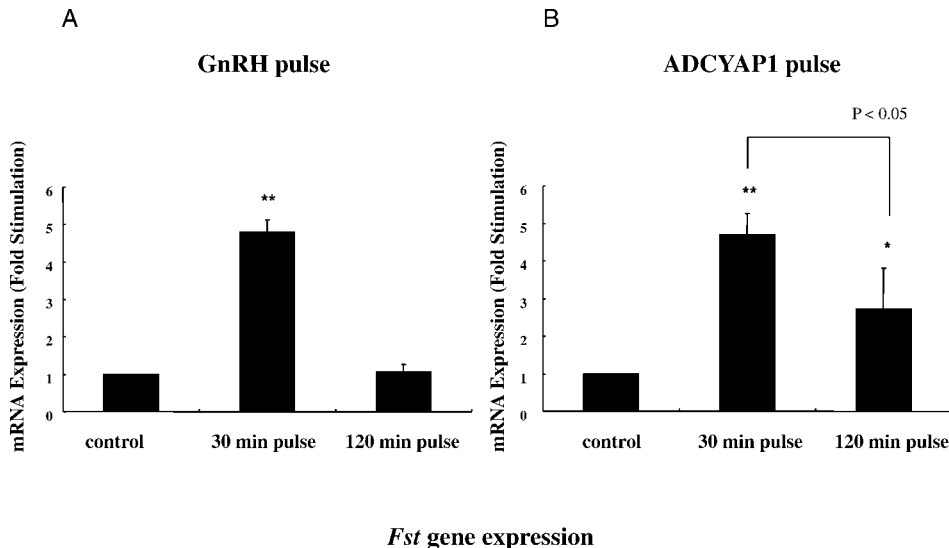 A
GnRH pulse
mRNA Expression (Fold Stimulation)
6
5
4
3
2
1
0
**
control
30 min pulse
120 min pulse
B
ADCYAP1 pulse
P < 0.05
mRNA Expression (Fold Stimulation)
6
5
4
3
2
1
0
**
*
control
30 min pulse
120 min pulse
Fst gene expression